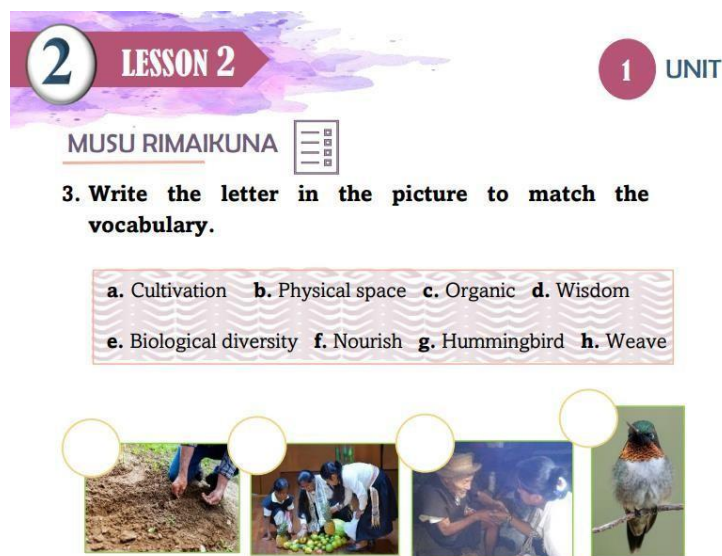 2 LESSON 2
1 UNIT
MUSU RIMAIKUNA
3. Write the letter in the picture to match the
vocabulary.
a. Cultivation b. Physical space c. Organic d. Wisdom
e. Biological diversity f. Nourish g. Hummingbird h. Weave